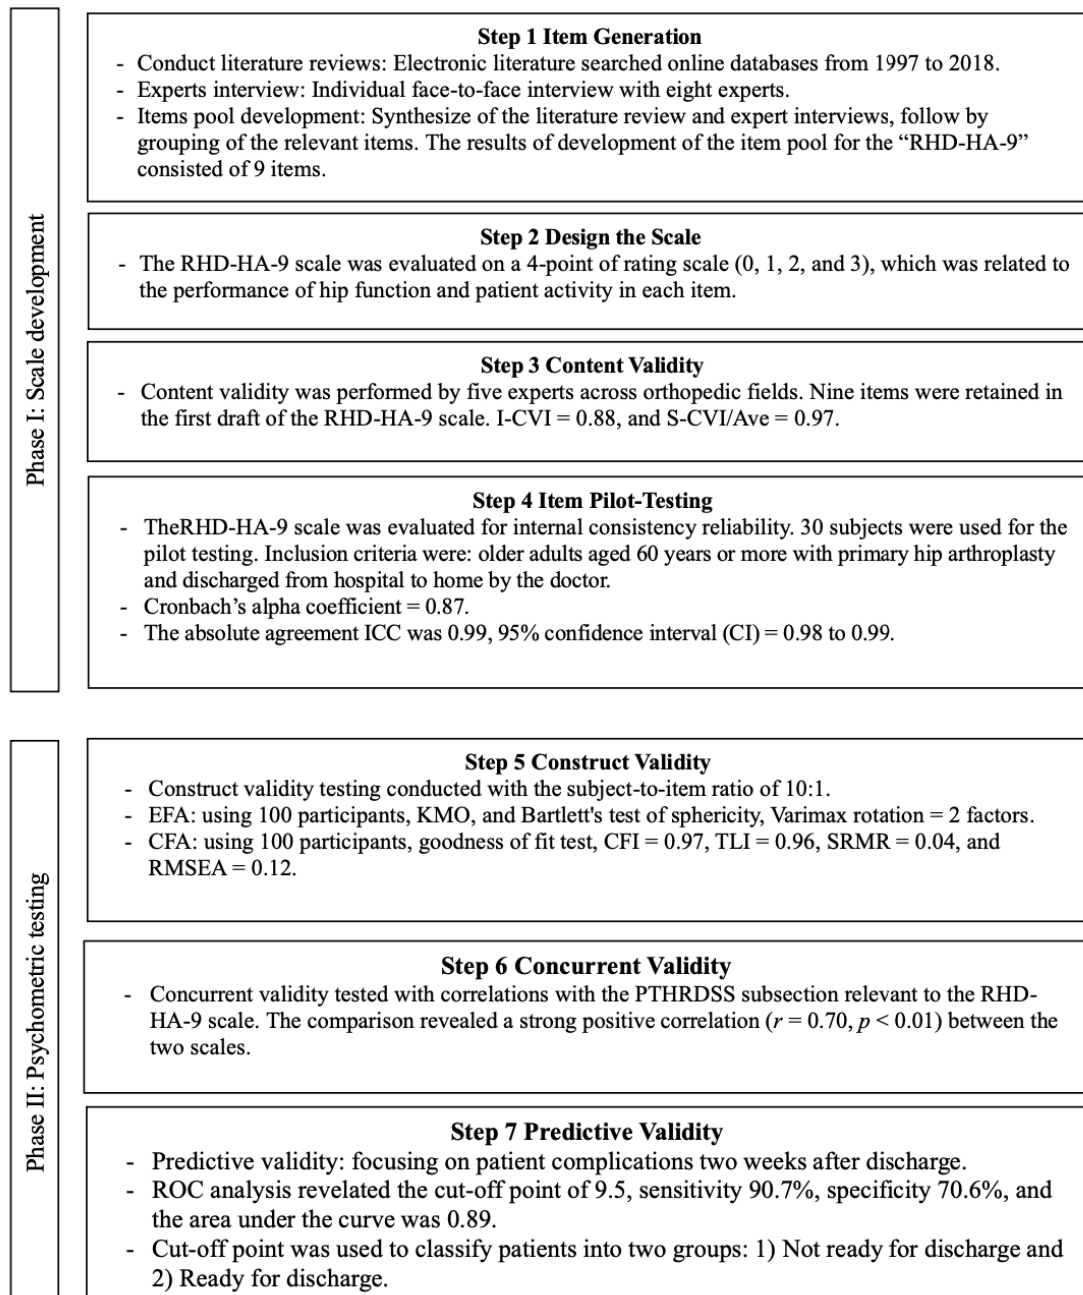 Phase I: Scale development
Step 1 Item Generation
- Conduct literature reviews: Electronic literature searched online databases from 1997 to 2018.
- Experts interview: Individual face-to-face interview with eight experts.
- Items pool development: Synthesize of the literature review and expert interviews, follow by
grouping of the relevant items. The results of development of the item pool for the “RHD-HA-9”
consisted of 9 items.
Step 2 Design the Scale
- The RHD-HA-9 scale was evaluated on a 4-point of rating scale (0, 1, 2, and 3), which was related to
the performance of hip function and patient activity in each item.
Step 3 Content Validity
- Content validity was performed by five experts across orthopedic fields. Nine items were retained in
the first draft of the RHD-HA-9 scale. I-CVI = 0.88, and S-CVI/Ave = 0.97.
Step 4 Item Pilot-Testing
- TheRHD-HA-9 scale was evaluated for internal consistency reliability. 30 subjects were used for the
pilot testing. Inclusion criteria were: older adults aged 60 years or more with primary hip arthroplasty
and discharged from hospital to home by the doctor.
- Cronbach’s alpha coefficient = 0.87.
- The absolute agreement ICC was 0.99, 95% confidence interval (CI) = 0.98 to 0.99.
Phase II: Psychometric testing
Step 5 Construct Validity
- Construct validity testing conducted with the subject-to-item ratio of 10:1.
- EFA: using 100 participants, KMO, and Bartlett's test of sphericity, Varimax rotation = 2 factors.
- CFA: using 100 participants, goodness of fit test, CFI = 0.97, TLI = 0.96, SRMR = 0.04, and
RMSEA = 0.12.
Step 6 Concurrent Validity
- Concurrent validity tested with correlations with the PTHRDSS subsection relevant to the RHD-
HA-9 scale. The comparison revealed a strong positive correlation (r = 0.70, p < 0.01) between the
two scales.
Step 7 Predictive Validity
- Predictive validity: focusing on patient complications two weeks after discharge.
- ROC analysis revelated the cut-off point of 9.5, sensitivity 90.7%, specificity 70.6%, and
the area under the curve was 0.89.
- Cut-off point was used to classify patients into two groups: 1) Not ready for discharge and
2) Ready for discharge.